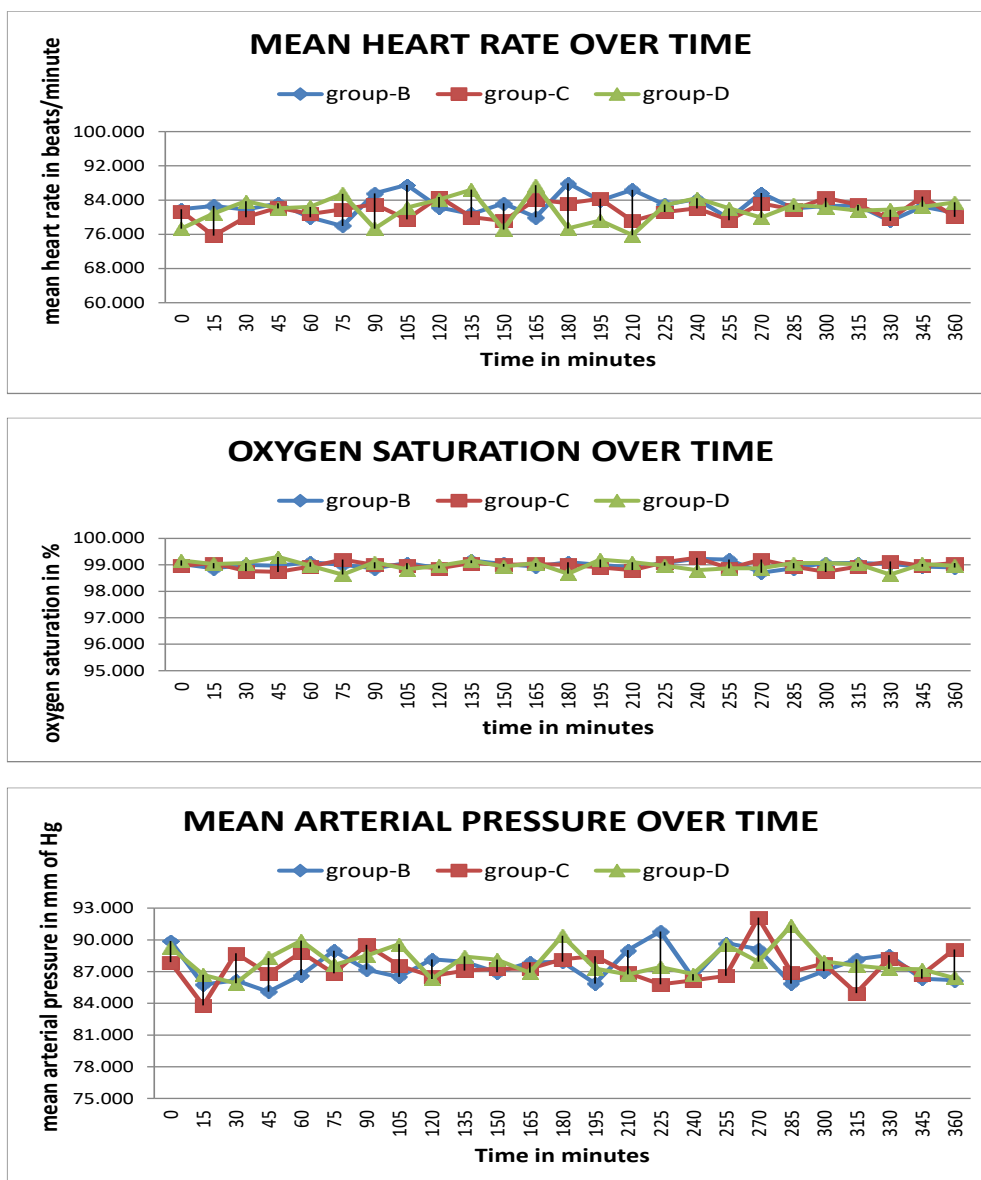 MEAN HEART RATE OVER TIME
group-B group-C group-D
mean heart rate in beats/minute
100.000
92.000
84.000
76.000
68.000
60.000
0 15 30 45 60 75 90 105 120 135 150 165 180 195 210 225 240 255 270 285 300 315 330 345 360
Time in minutes
OXYGEN SATURATION OVER TIME
group-B group-C group-D
oxygen saturation in %
100.000
99.000
98.000
97.000
96.000
95.000
0 15 30 45 60 75 90 105 120 135 150 165 180 195 210 225 240 255 270 285 300 315 330 345 360
time in minutes
MEAN ARTERIAL PRESSURE OVER TIME
group-B group-C group-D
mean arterial pressure in mm of Hg
93.000
90.000
87.000
84.000
81.000
78.000
75.000
0 15 30 45 60 75 90 105 120 135 150 165 180 195 210 225 240 255 270 285 300 315 330 345 360
Time in minutes